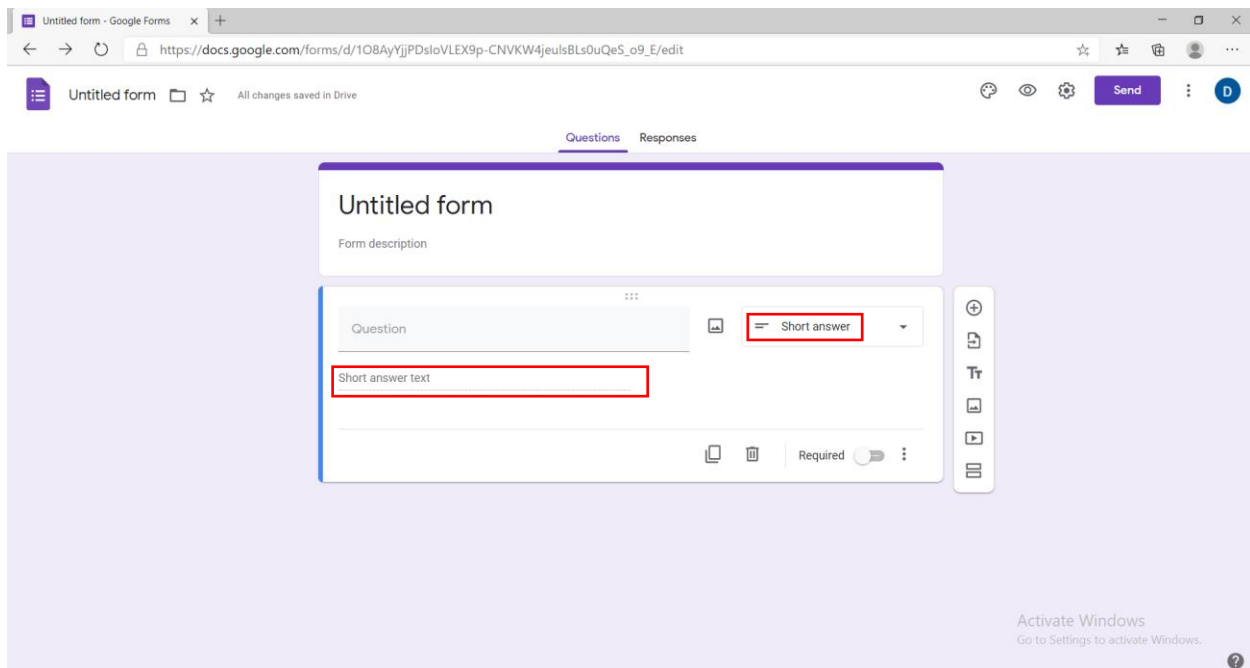 Untitled form - Google Forms
https://docs.google.com/forms/d/1O8AyYjjPDsIoVLEX9p-CNVKW4jeulsBLs0uQeS_o9_E/edit
Untitled form All changes saved in Drive Send D
Questions Responses
Untitled form
Form description
Question Short answer
Short answer text
Tт
Required
Activate Windows
Go to Settings to activate Windows.